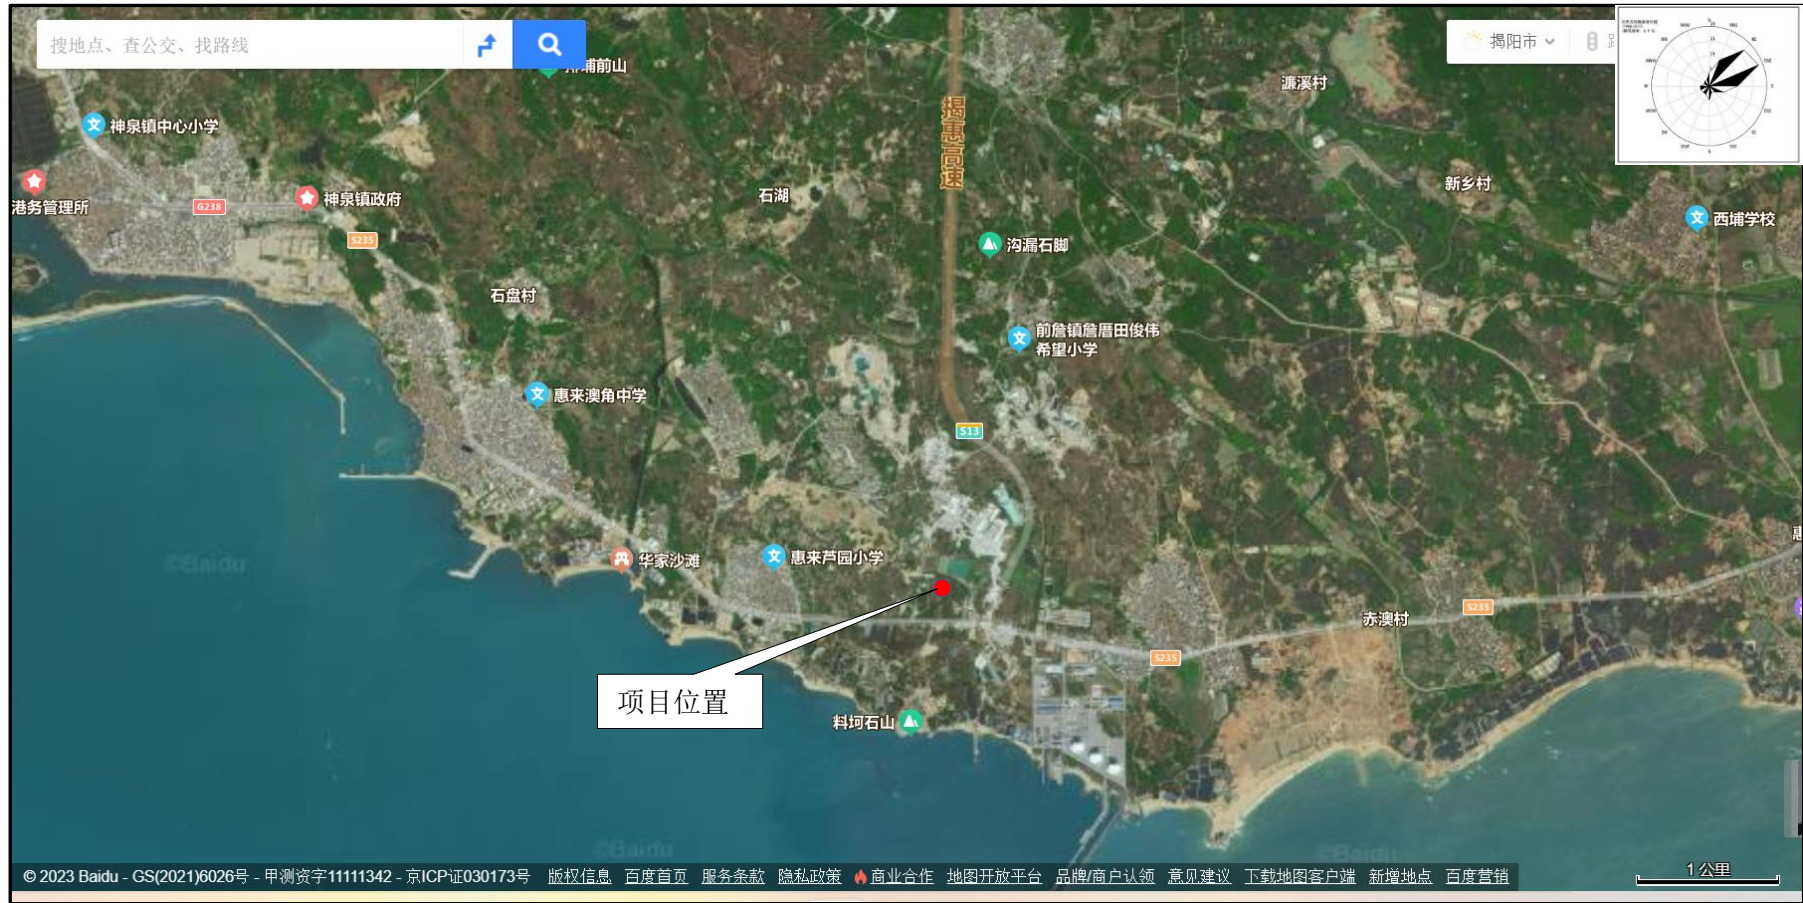 搜地点、查公交、找路线
埔前山
揭阳市
濂溪村
揭惠高速
神泉镇中心小学
新乡村
石湖
神泉镇政府
港务管理所
G238
西埔学校
S235
沟漏石脚
石盘村
前詹镇詹厝田俊伟
希望小学
惠来澳角中学
S13
华家沙滩
惠来芦园小学
赤澳村
S235
S235
项目位置
料坷石山
©Baidu
©Baidu
©Baidu
© 2023 Baidu - GS(2021)6026号 - 甲测资字11111342 - 京ICP证030173号 版权信息 百度首页 服务条款 隐私政策 商业合作 地图开放平台 品牌/商户认领 意见建议 下载地图客户端 新增地点 百度营销
1 公里